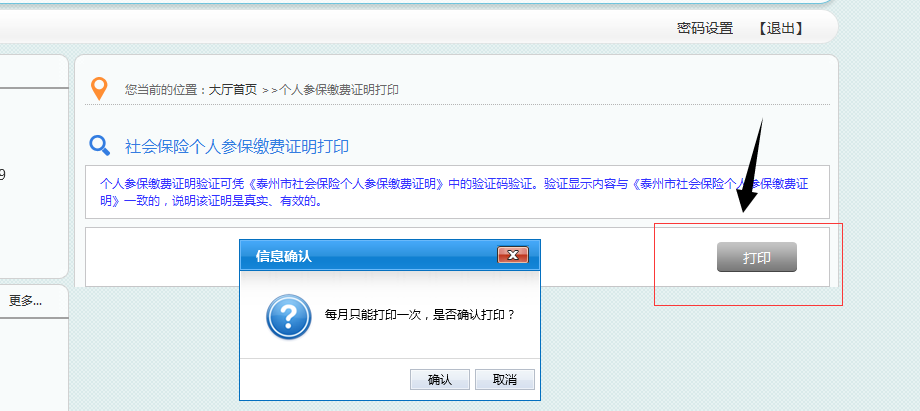 密码设置 【退出】
您当前的位置：大厅首页 >>个人参保缴费证明打印
社会保险个人参保缴费证明打印
9
个人参保缴费证明验证可凭《泰州市社会保险个人参保缴费证明》中的验证码验证。验证显示内容与《泰州市社会保险个人参保缴费证
明》一致的，说明该证明是真实、有效的。
打印
信息确认
更多...
每月只能打印一次，是否确认打印？
确认 取消